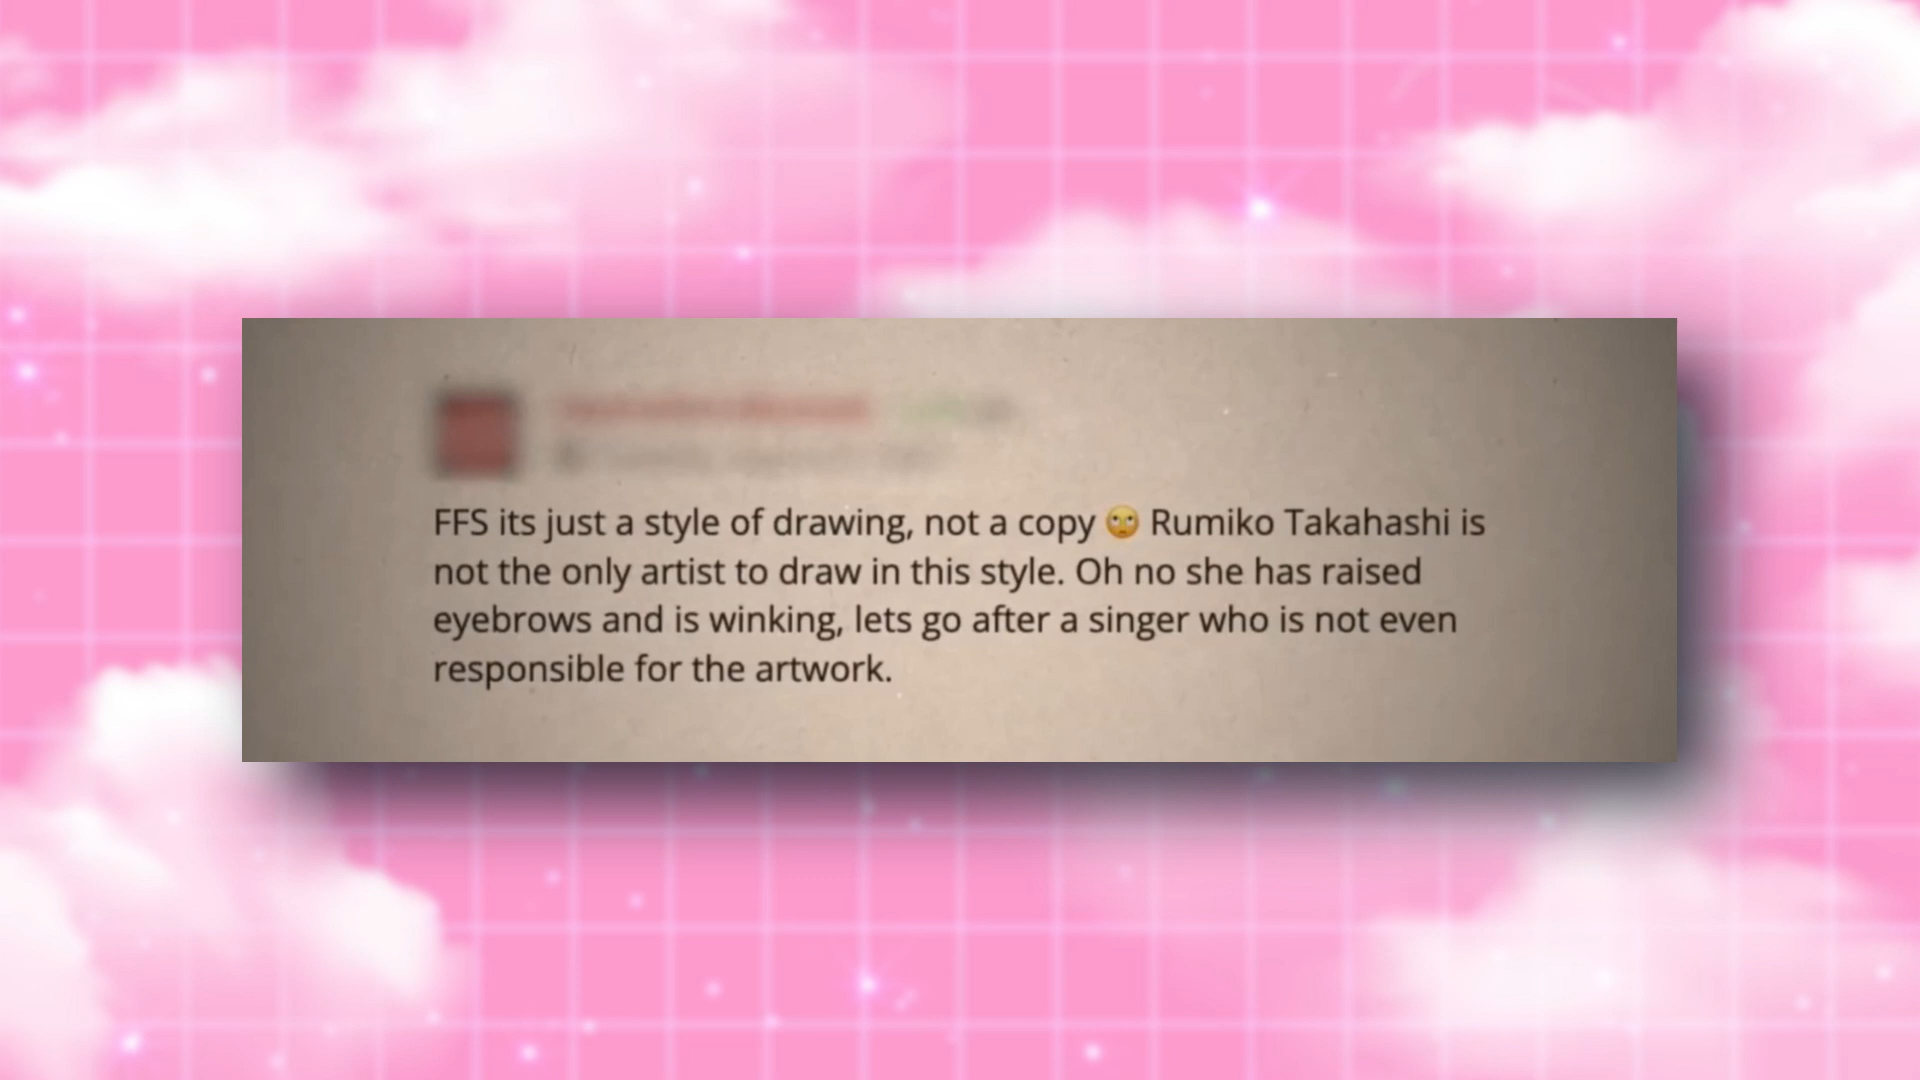 FFS its just a style of drawing, not a copy 🙄 Rumiko Takahashi is
not the only artist to draw in this style. Oh no she has raised
eyebrows and is winking, lets go after a singer who is not even
responsible for the artwork.